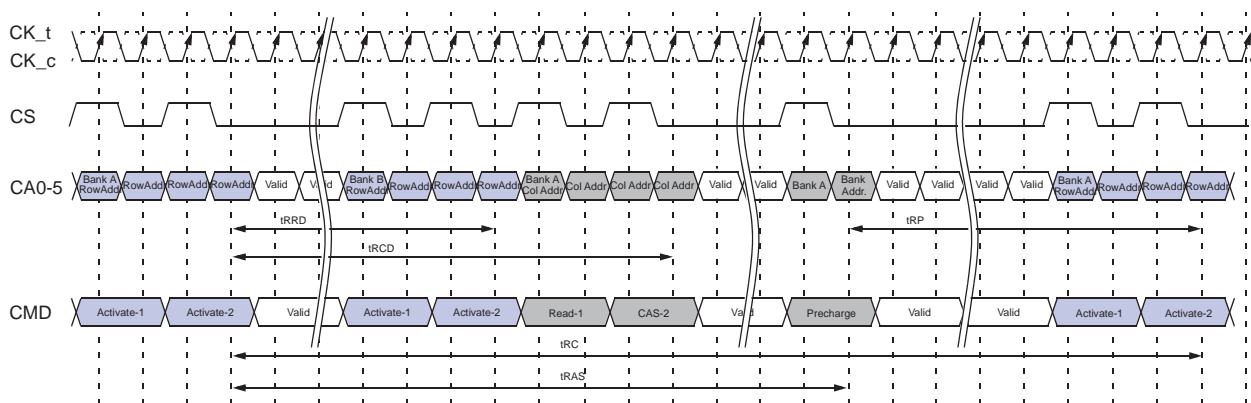 CK_t
CK_c
CS
CA0-5
Bank A
RowAddr
RowAddr
RowAddr
RowAddr
Valid
Valid
Bank B
RowAddr
RowAddr
RowAddr
RowAddr
Bank A
Col Addr
Col Addr
Col Addr
Col Addr
Valid
Valid
Bank A
Bank
Addr.
Valid
Valid
Valid
Valid
Bank A
RowAddr
RowAddr
RowAddr
RowAddr
tRRD
tRP
tRCD
CMD
Activate-1
Activate-2
Valid
Activate-1
Activate-2
Read-1
CAS-2
Valid
Precharge
Valid
Valid
Activate-1
Activate-2
tRC
tRAS